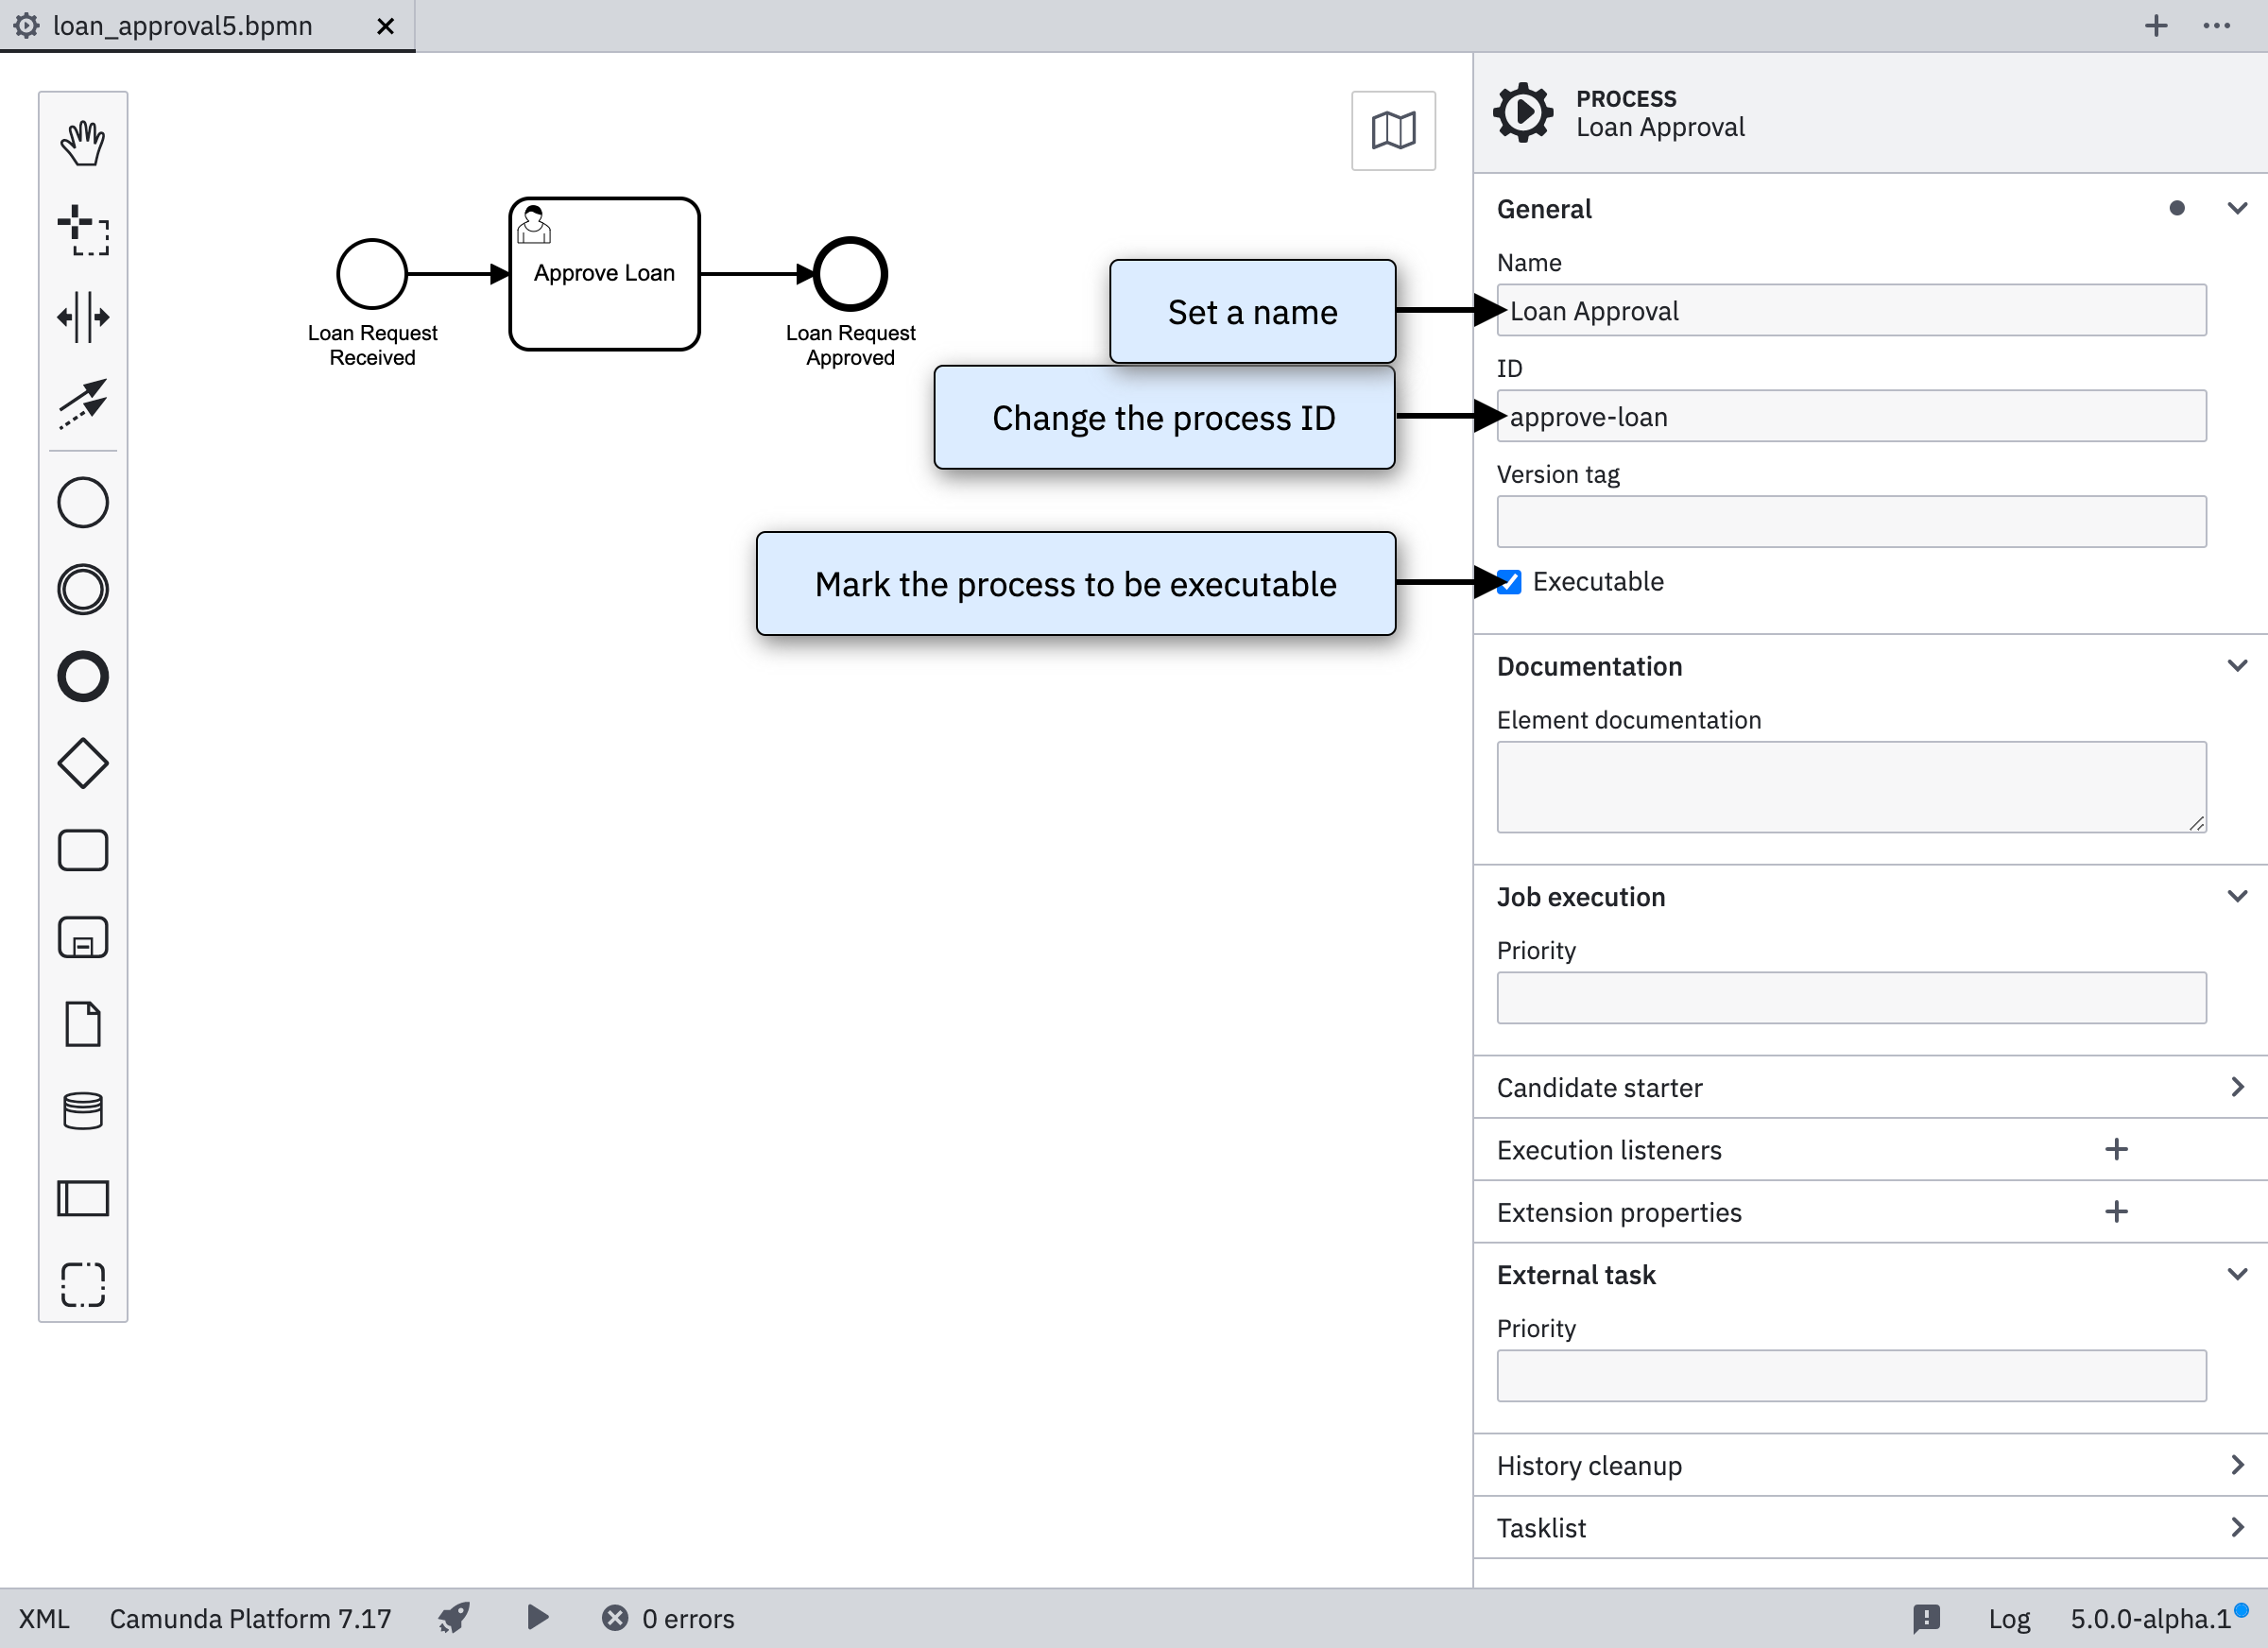 loan_approval5.bpmn
PROCESS
Loan Approval
General
Name
Loan Approval
ID
approve-loan
Version tag
Executable
Documentation
Element documentation
Job execution
Priority
Candidate starter
Execution listeners
Extension properties
External task
Priority
History cleanup
Tasklist
Loan Request
Received
Approve Loan
Loan Request
Approved
Set a name
Change the process ID
Mark the process to be executable
XML
Camunda Platform 7.17
0 errors
Log
5.0.0-alpha.1